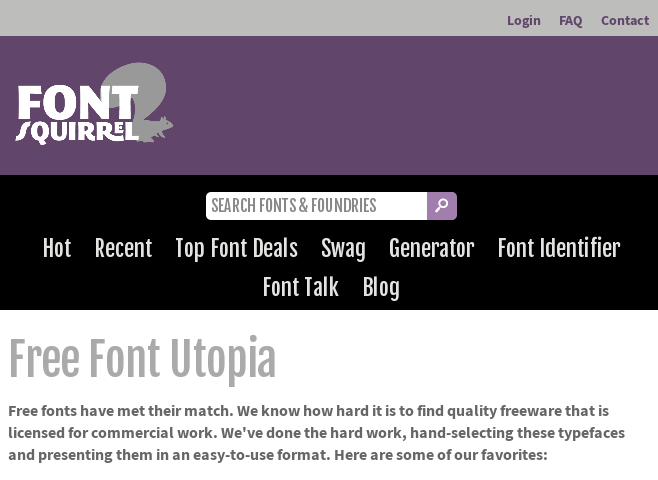 Login FAQ Contact
FONT
SQUIRREL
SEARCH FONTS & FOUNDRIES
Hot Recent Top Font Deals Swag Generator Font Identifier
Font Talk Blog
Free Font Utopia
Free fonts have met their match. We know how hard it is to find quality freeware that is
licensed for commercial work. We've done the hard work, hand-selecting these typefaces
and presenting them in an easy-to-use format. Here are some of our favorites: